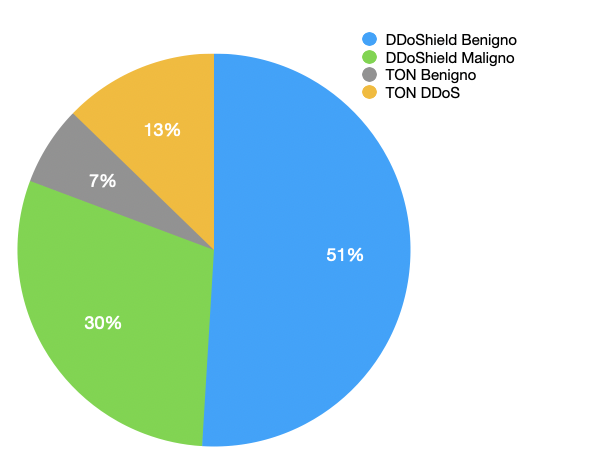 DDoShield Benigno
DDoShield Maligno
TON Benigno
TON DDoS
13%
7%
51%
30%